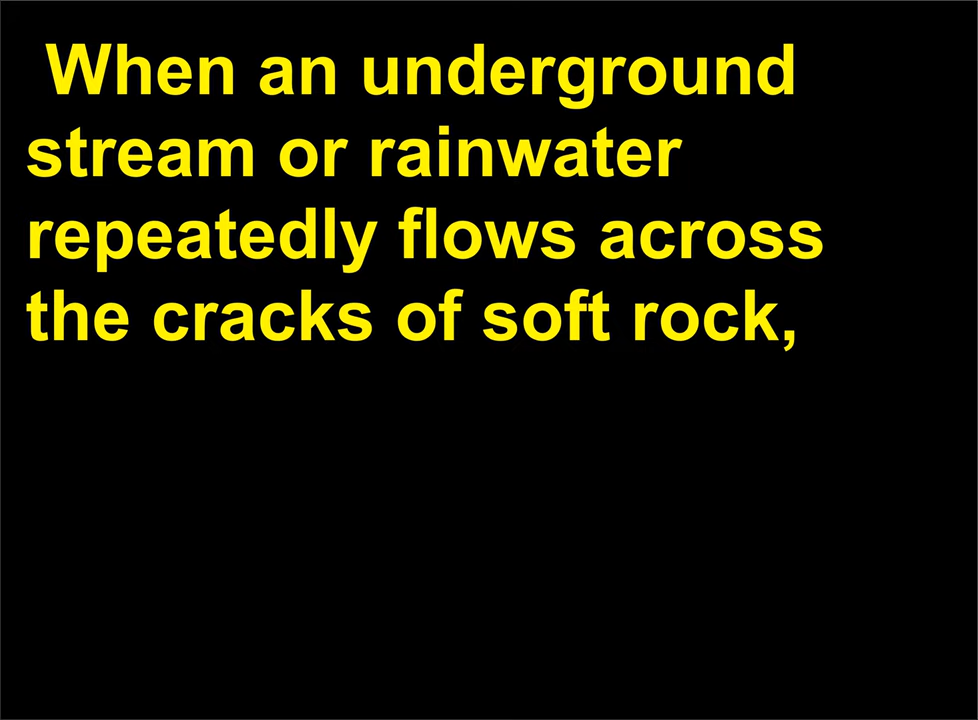 When an underground
stream or rainwater
repeatedly flows across
the cracks of soft rock,